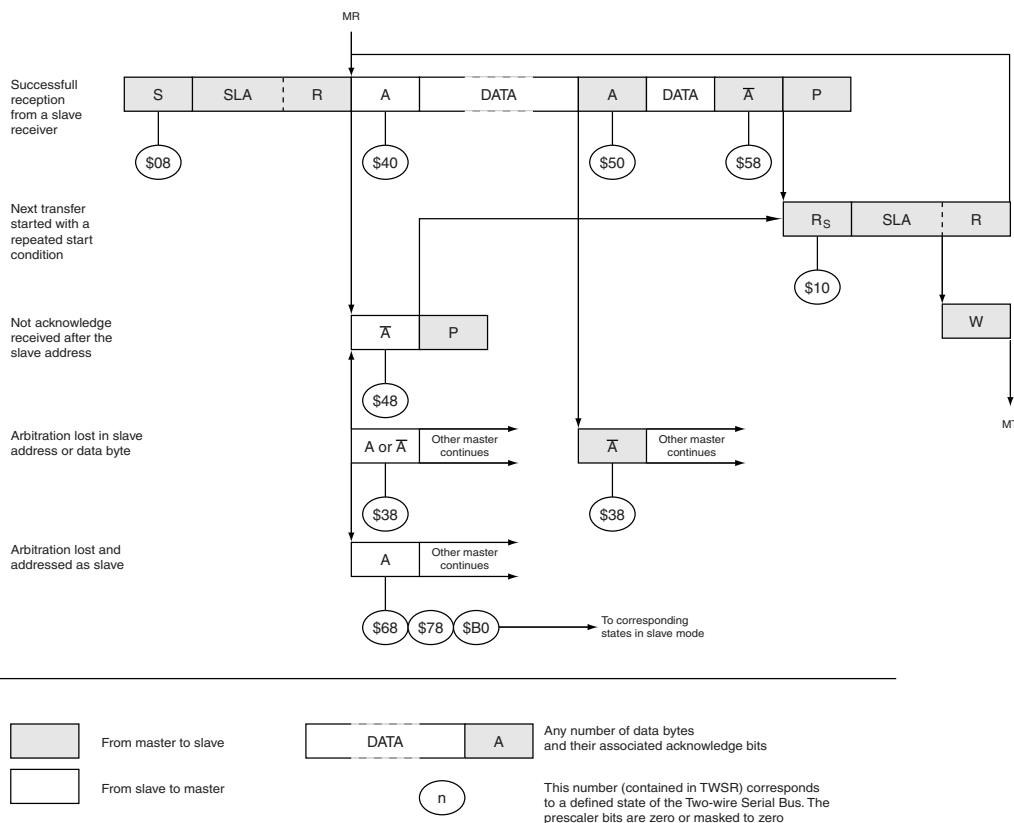 MR
Successfull
reception
from a slave
receiver
S SLA R A DATA A DATA A̅ P
$08 $40 $50 $58
Next transfer
started with a
repeated start
condition
RS SLA R
$10
Not acknowledge
received after the
slave address
A̅ P
W
$48
MT
Arbitration lost in slave
address or data byte
A or A̅ Other master
continues
A̅ Other master
continues
$38 $38
Arbitration lost and
addressed as slave
A Other master
continues
$68 $78 $B0
To corresponding
states in slave mode
From master to slave
DATA A
Any number of data bytes
and their associated acknowledge bits
From slave to master
n
This number (contained in TWSR) corresponds
to a defined state of the Two-wire Serial Bus. The
prescaler bits are zero or masked to zero